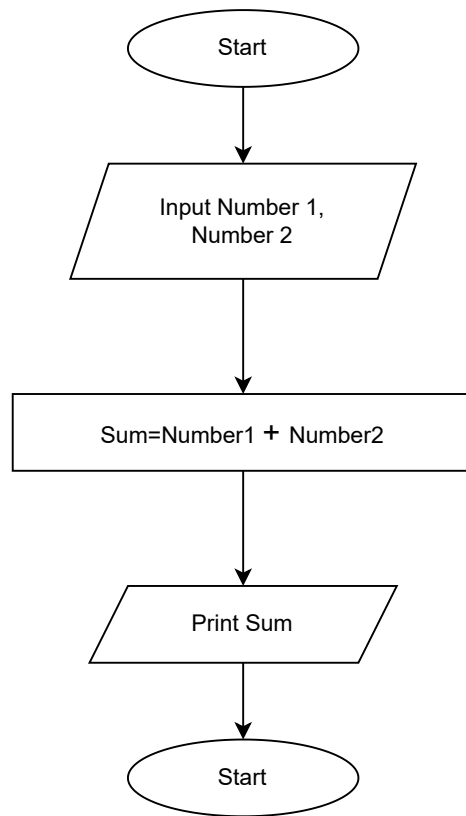 Start
Input Number 1,
Number 2
Sum=Number1 + Number2
Print Sum
Start